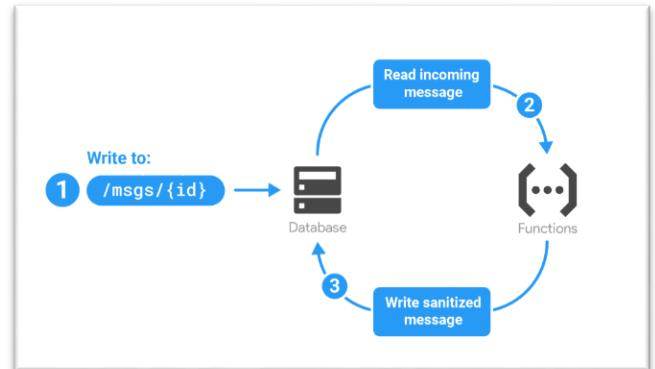 Read incoming
message
2
Write to:
1
/msgs/{id}
Database
Functions
3
Write sanitized
message